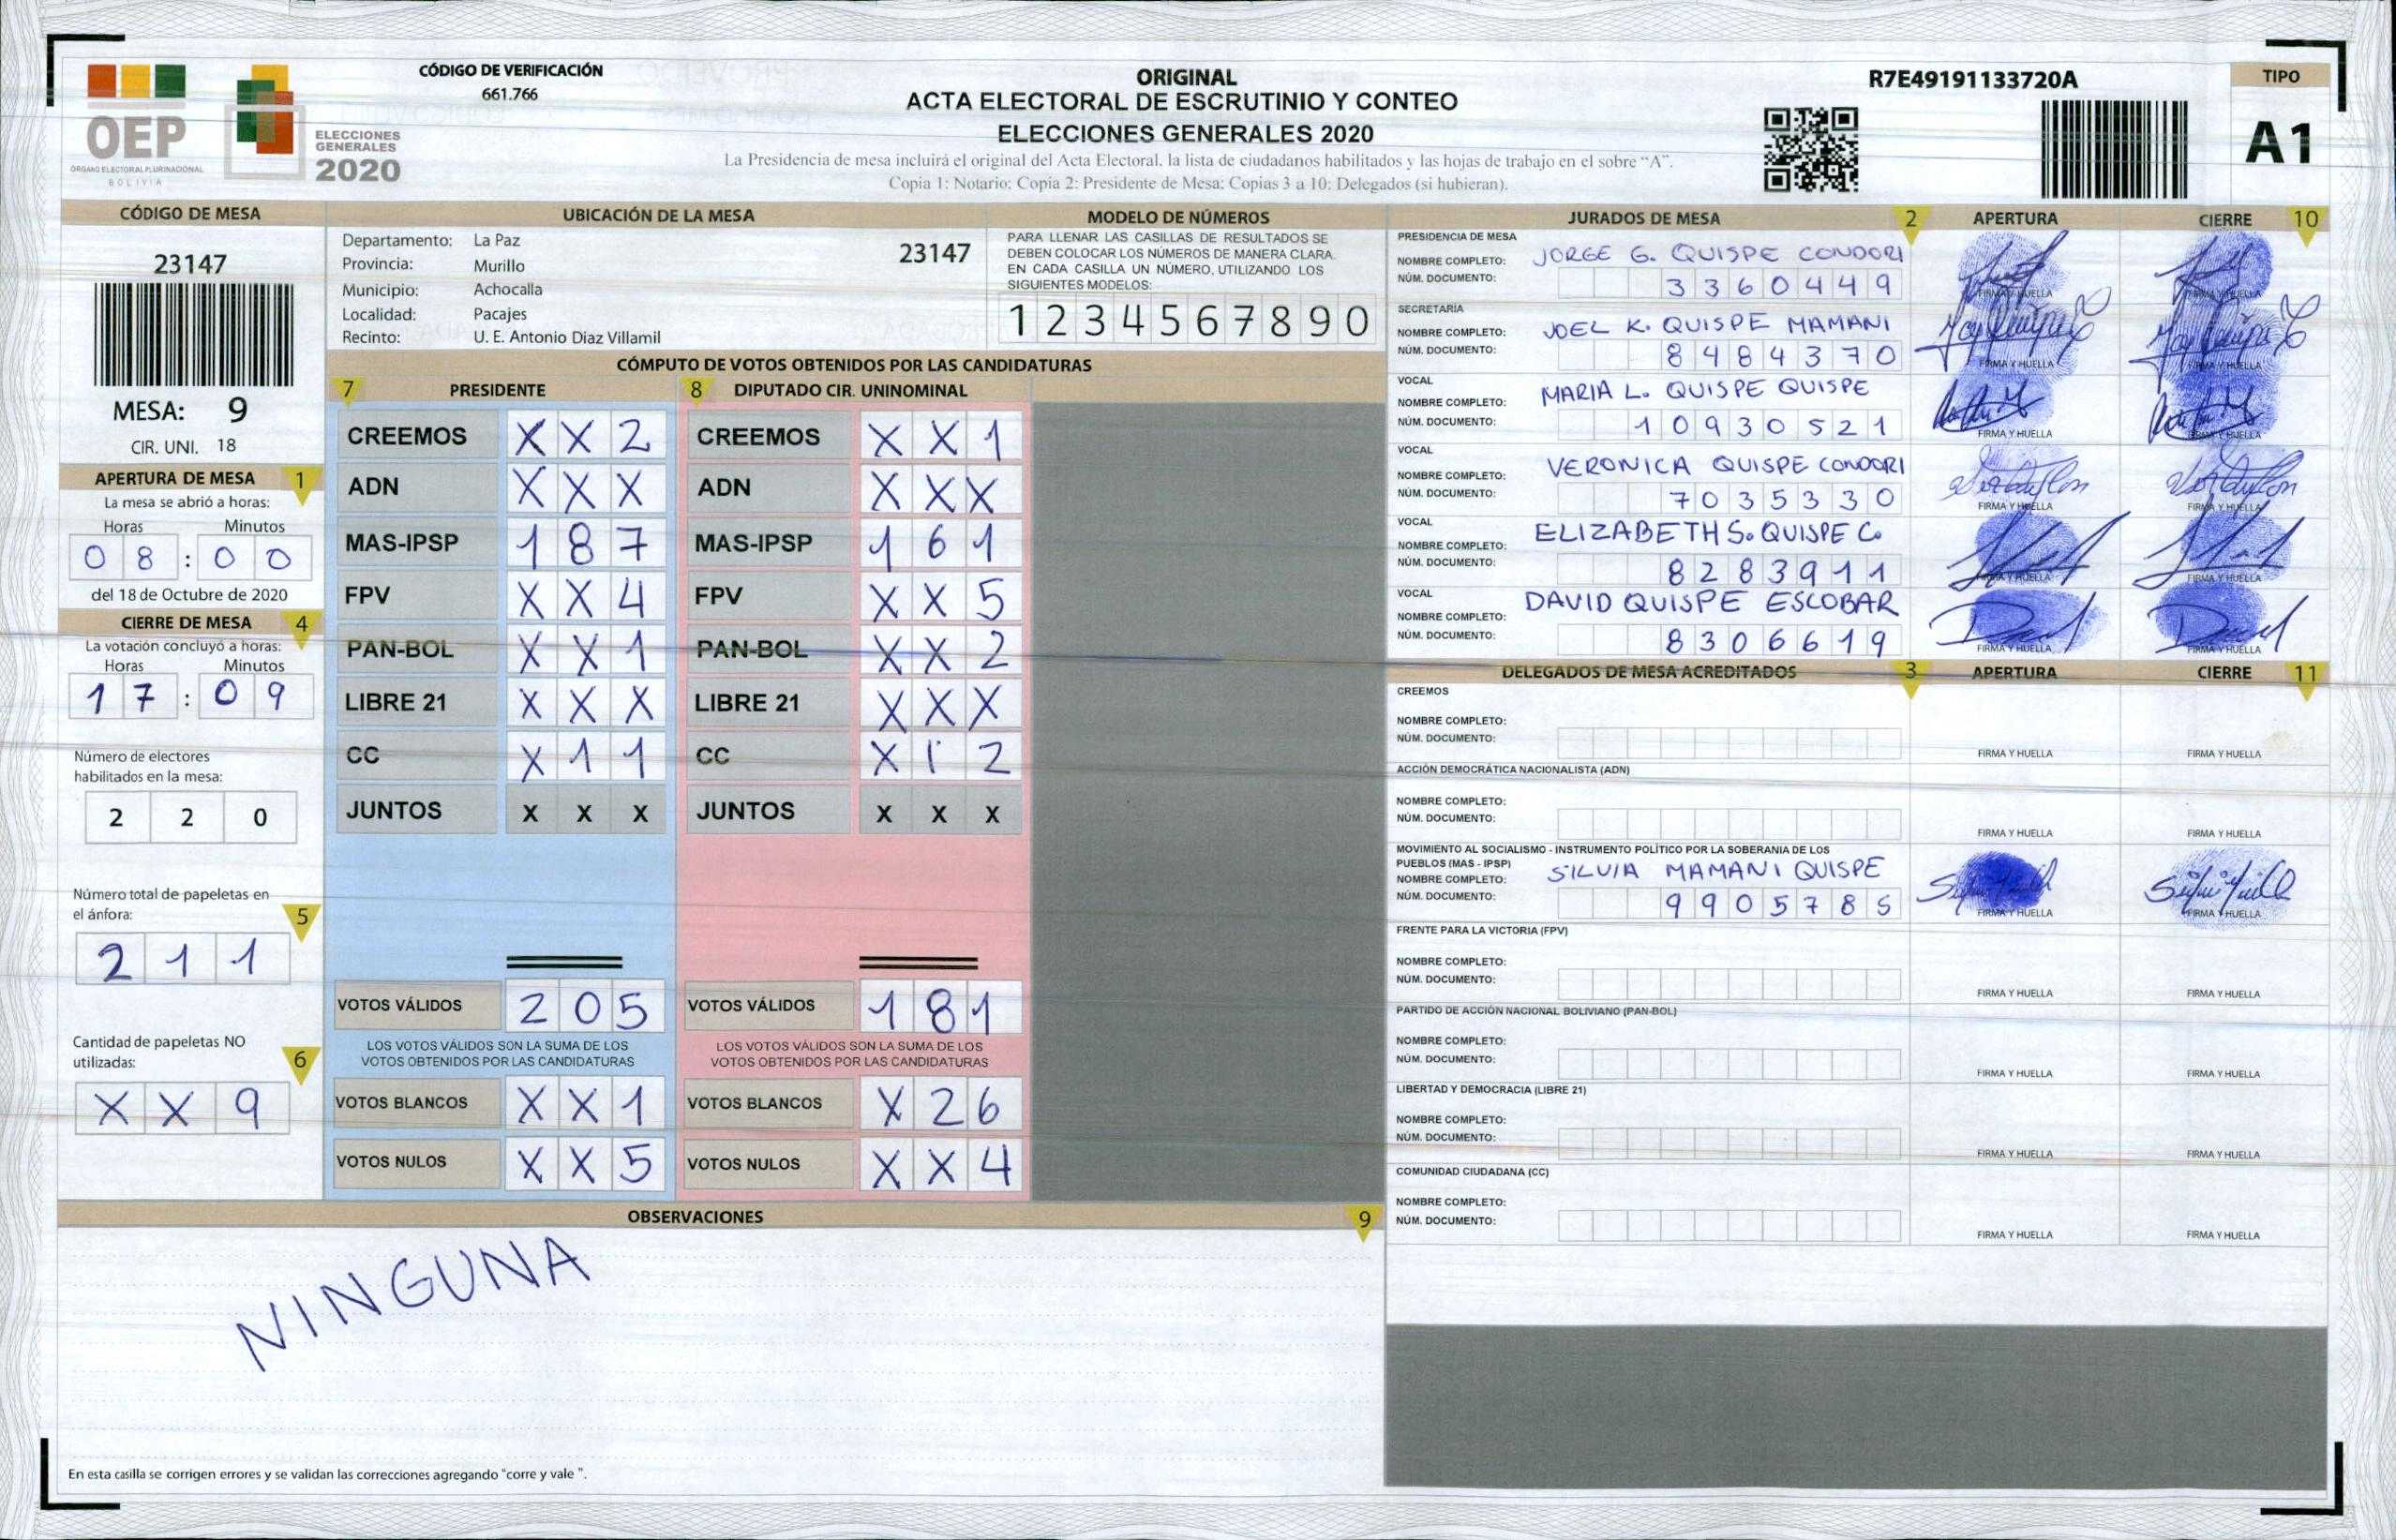 CÓDIGO DE VERIFICACIÓN
661.766
OEP
ÓRGANO ELECTORAL PLURINACIONAL
BOLIVIA
ELECCIONES
GENERALES
2020
ORIGINAL
ACTA ELECTORAL DE ESCRUTINIO Y CONTEO
ELECCIONES GENERALES 2020
La Presidencia de mesa incluirá el original del Acta Electoral, la lista de ciudadanos habilitados y las hojas de trabajo en el sobre “A”.
Copia 1: Notario; Copia 2: Presidente de Mesa; Copias 3 a 10: Delegados (si hubieran).
R7E49191133720A
TIPO
A1
CÓDIGO DE MESA
23147
MESA: 9
CIR. UNI. 18
APERTURA DE MESA 1
La mesa se abrió a horas:
Horas Minutos
0 8 : 0 0
del 18 de Octubre de 2020
CIERRE DE MESA 4
La votación concluyó a horas:
Horas Minutos
1 7 : 0 9
Número de electores
habilitados en la mesa:
2 2 0
Número total de papeletas en
el ánfora: 5
2 1 1
Cantidad de papeletas NO
utilizadas: 6
X X 9
UBICACIÓN DE LA MESA
Departamento: La Paz 23147
Provincia: Murillo
Municipio: Achocalla
Localidad: Pacajes
Recinto: U. E. Antonio Diaz Villamil
MODELO DE NÚMEROS
PARA LLENAR LAS CASILLAS DE RESULTADOS SE
DEBEN COLOCAR LOS NÚMEROS DE MANERA CLARA.
EN CADA CASILLA UN NÚMERO, UTILIZANDO LOS
SIGUIENTES MODELOS:
1 2 3 4 5 6 7 8 9 0
CÓMPUTO DE VOTOS OBTENIDOS POR LAS CANDIDATURAS
7 PRESIDENTE 8 DIPUTADO CIR. UNINOMINAL
CREEMOS X X 2 CREEMOS X X 1
ADN X X X ADN X X X
MAS-IPSP 1 8 7 MAS-IPSP 1 6 1
FPV X X 4 FPV X X 5
PAN-BOL X X 1 PAN-BOL X X 2
LIBRE 21 X X X LIBRE 21 X X X
CC X 1 1 CC X 1 2
JUNTOS X X X JUNTOS X X X
VOTOS VÁLIDOS 2 0 5 VOTOS VÁLIDOS 1 8 1
LOS VOTOS VÁLIDOS SON LA SUMA DE LOS LOS VOTOS VÁLIDOS SON LA SUMA DE LOS
VOTOS OBTENIDOS POR LAS CANDIDATURAS VOTOS OBTENIDOS POR LAS CANDIDATURAS
VOTOS BLANCOS X X 1 VOTOS BLANCOS X 2 6
VOTOS NULOS X X 5 VOTOS NULOS X X 4
OBSERVACIONES 9
NINGUNA
En esta casilla se corrigen errores y se validan las correcciones agregando "corre y vale ".
JURADOS DE MESA 2 APERTURA CIERRE 10
PRESIDENCIA DE MESA
NOMBRE COMPLETO: JORGE G. QUISPE CONDORI
NÚM. DOCUMENTO: 3 3 6 0 4 4 9 FIRMA Y HUELLA FIRMA Y HUELLA
SECRETARIA
NOMBRE COMPLETO: JOEL K. QUISPE MAMANI
NÚM. DOCUMENTO: 8 4 8 4 3 7 0 FIRMA Y HUELLA FIRMA Y HUELLA
VOCAL
NOMBRE COMPLETO: MARIA L. QUISPE QUISPE
NÚM. DOCUMENTO: 1 0 9 3 0 5 2 1 FIRMA Y HUELLA FIRMA Y HUELLA
VOCAL
NOMBRE COMPLETO: VERONICA QUISPE CONDORI
NÚM. DOCUMENTO: 7 0 3 5 3 3 0 FIRMA Y HUELLA FIRMA Y HUELLA
VOCAL
NOMBRE COMPLETO: ELIZABETH S. QUISPE C.
NÚM. DOCUMENTO: 8 2 8 3 9 1 1 FIRMA Y HUELLA FIRMA Y HUELLA
VOCAL
NOMBRE COMPLETO: DAVID QUISPE ESCOBAR
NÚM. DOCUMENTO: 8 3 0 6 6 1 9 FIRMA Y HUELLA FIRMA Y HUELLA
DELEGADOS DE MESA ACREDITADOS 3 APERTURA CIERRE 11
CREEMOS
NOMBRE COMPLETO:
NÚM. DOCUMENTO: FIRMA Y HUELLA FIRMA Y HUELLA
ACCIÓN DEMOCRÁTICA NACIONALISTA (ADN)
NOMBRE COMPLETO:
NÚM. DOCUMENTO: FIRMA Y HUELLA FIRMA Y HUELLA
MOVIMIENTO AL SOCIALISMO - INSTRUMENTO POLÍTICO POR LA SOBERANIA DE LOS
PUEBLOS (MAS - IPSP)
NOMBRE COMPLETO: SILVIA MAMANI QUISPE
NÚM. DOCUMENTO: 9 9 0 5 7 8 5 FIRMA Y HUELLA FIRMA Y HUELLA
FRENTE PARA LA VICTORIA (FPV)
NOMBRE COMPLETO:
NÚM. DOCUMENTO: FIRMA Y HUELLA FIRMA Y HUELLA
PARTIDO DE ACCIÓN NACIONAL BOLIVIANO (PAN-BOL)
NOMBRE COMPLETO:
NÚM. DOCUMENTO: FIRMA Y HUELLA FIRMA Y HUELLA
LIBERTAD Y DEMOCRACIA (LIBRE 21)
NOMBRE COMPLETO:
NÚM. DOCUMENTO: FIRMA Y HUELLA FIRMA Y HUELLA
COMUNIDAD CIUDADANA (CC)
NOMBRE COMPLETO:
NÚM. DOCUMENTO: FIRMA Y HUELLA FIRMA Y HUELLA